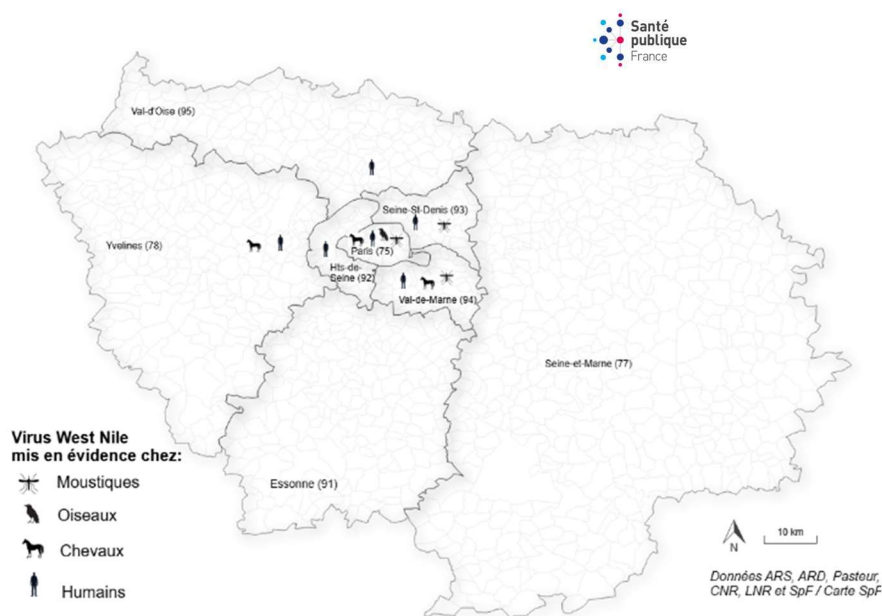 Santé
publique
France
Val-d'Oise (95)
Seine-St-Denis (93)
Yvelines (78)
Paris (75)
Hts-de-
Seine (92)
Val-de-Marne (94)
Seine-et-Marne (77)
Essonne (91)
Virus West Nile
mis en évidence chez:
Moustiques
Oiseaux
Chevaux
Humains
N
10 km
Données ARS, ARD, Pasteur,
CNR, LNR et SpF / Carte SpF